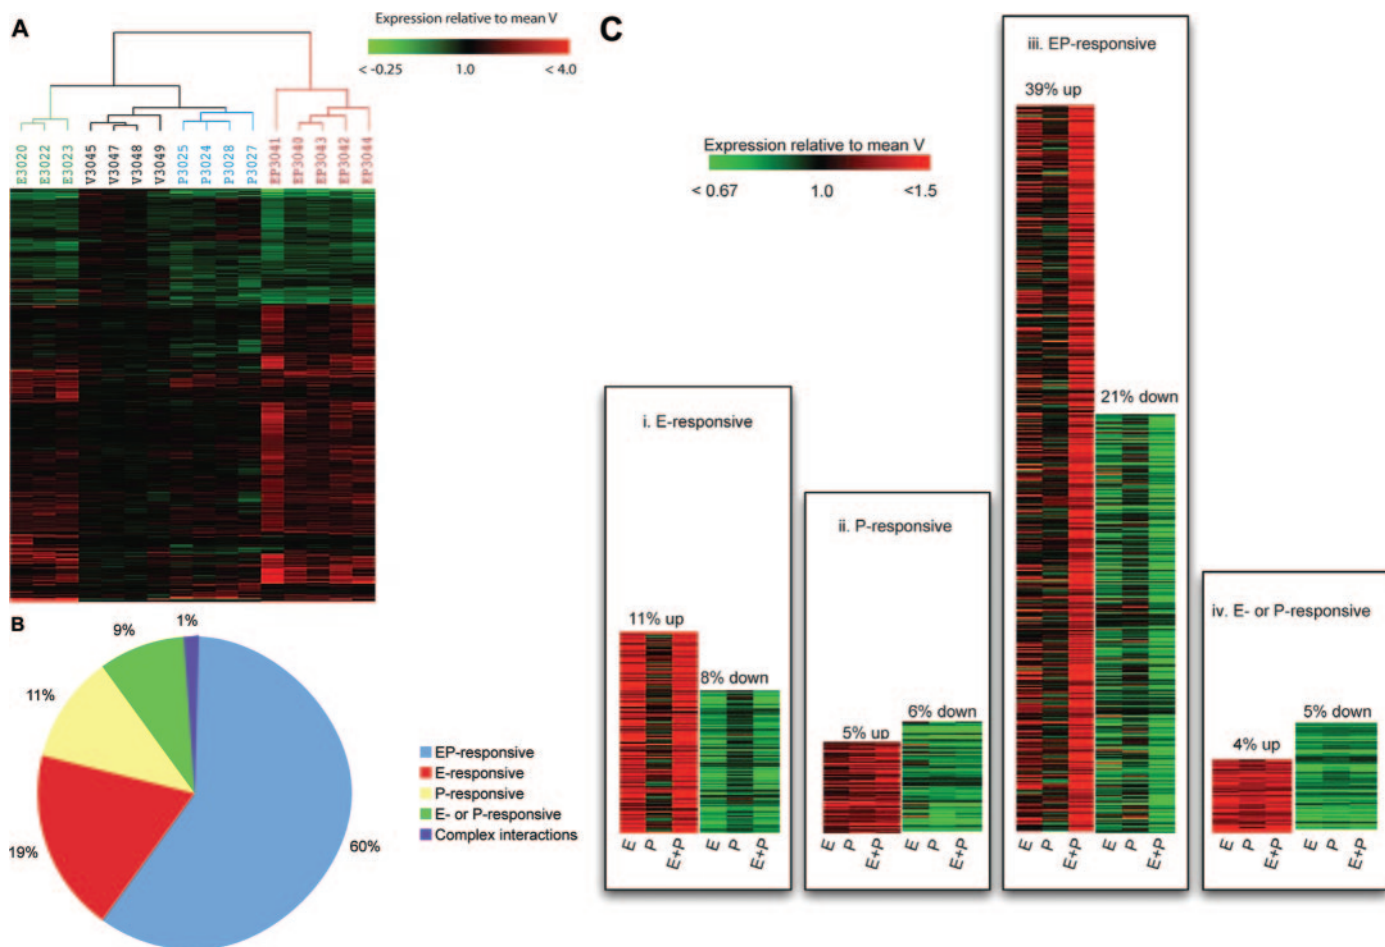 A
Expression relative to mean V
< -0.25 1.0 < 4.0
E3020 E3022 E3023 V3045 V3047 V3048 V3049 P3025 P3024 P3028 P3027 EP3041 EP3040 EP3043 EP3042 EP3044
B
1%
9%
11%
19%
60%
EP-responsive
E-responsive
P-responsive
E- or P-responsive
Complex interactions
C
Expression relative to mean V
< 0.67 1.0 <1.5
i. E-responsive
11% up
8% down
E P E+P E P E+P
ii. P-responsive
5% up
6% down
E P E+P E P E+P
iii. EP-responsive
39% up
21% down
E P E+P E P E+P
iv. E- or P-responsive
4% up
5% down
E P E+P E P E+P